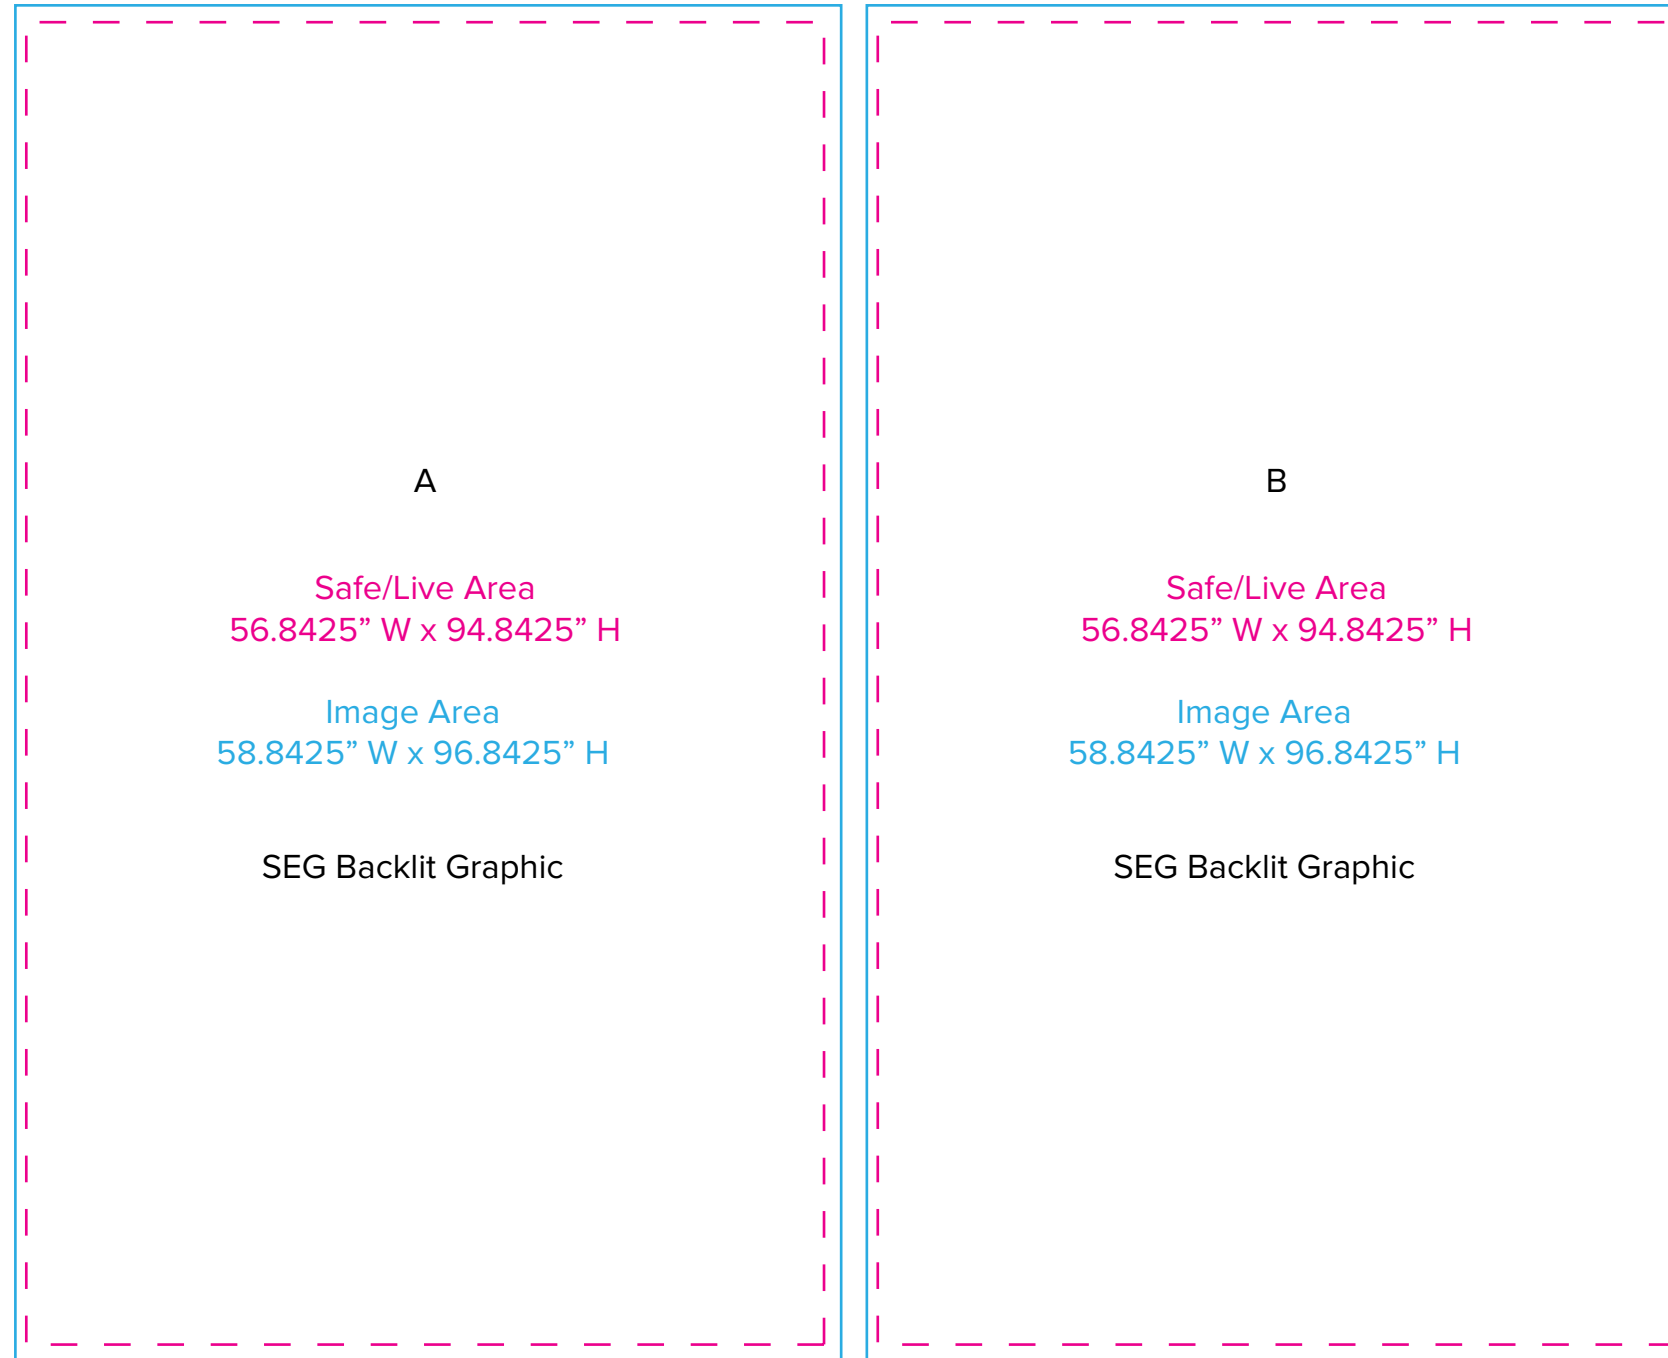 A
Safe/Live Area
56.8425” W x 94.8425” H
Image Area
58.8425” W x 96.8425” H
SEG Backlit Graphic
B
Safe/Live Area
56.8425” W x 94.8425” H
Image Area
58.8425” W x 96.8425” H
SEG Backlit Graphic